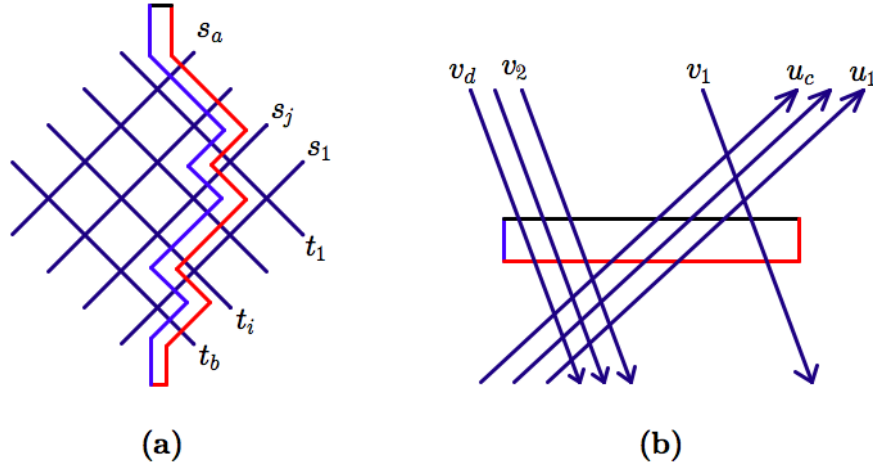 s_a
s_j
s_1
t_1
t_i
t_b
(a)
v_d v_2 v_1 u_c u_1
(b)